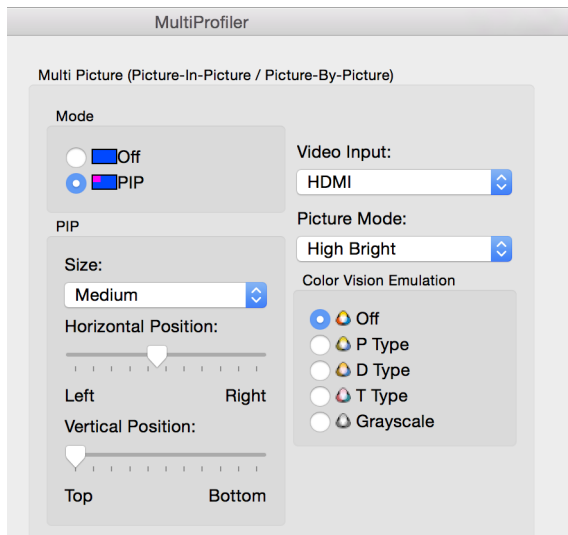 MultiProfiler
Multi Picture (Picture-In-Picture / Picture-By-Picture)
Mode
Off
PIP
PIP
Size:
Medium
Horizontal Position:
Left Right
Vertical Position:
Top Bottom
Video Input:
HDMI
Picture Mode:
High Bright
Color Vision Emulation
Off
P Type
D Type
T Type
Grayscale